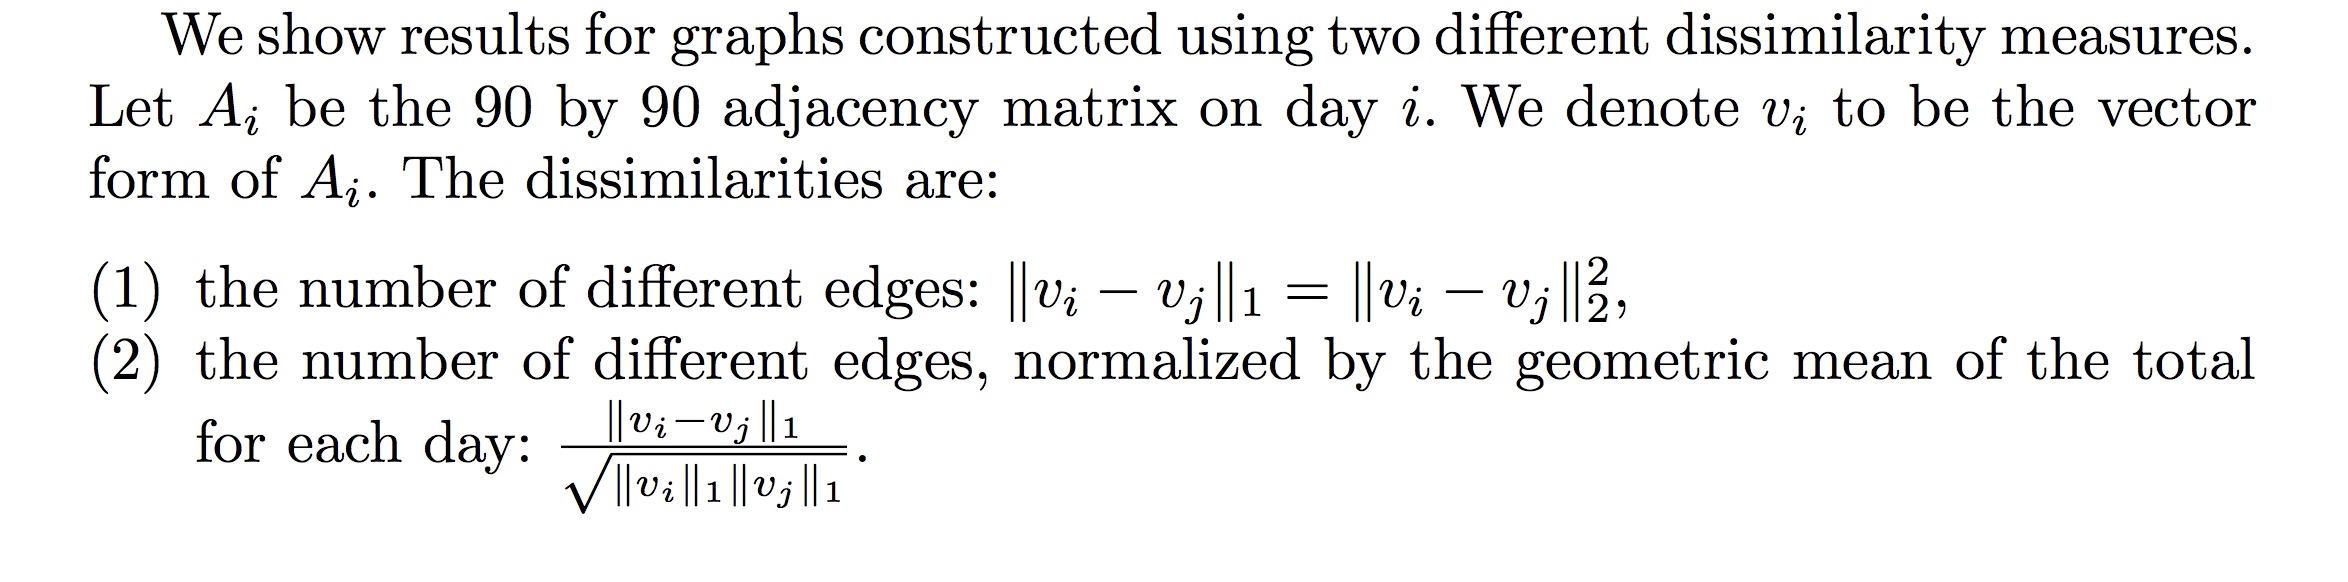 We show results for graphs constructed using two different dissimilarity measures.
Let $A_i$ be the 90 by 90 adjacency matrix on day $i$. We denote $v_i$ to be the vector
form of $A_i$. The dissimilarities are:
(1) the number of different edges: $\|v_i - v_j\|_1 = \|v_i - v_j\|_2^2$,
(2) the number of different edges, normalized by the geometric mean of the total
for each day: $\frac{\|v_i - v_j\|_1}{\sqrt{\|v_i\|_1 \|v_j\|_1}}$.